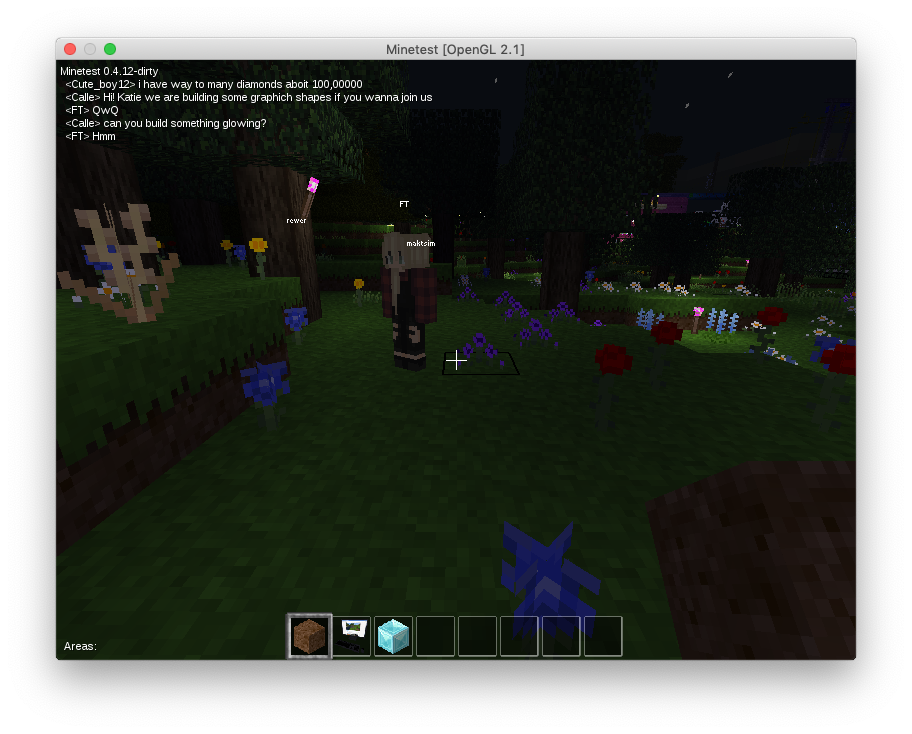 Minetest [OpenGL 2.1]
Minetest 0.4.12-dirty
<Cute_boy12> i have way to many diamonds aboit 100,00000
<Calle> Hi! Katie we are building some graphich shapes if you wanna join us
<FT> QwQ
<Calle> can you build something glowing?
<FT> Hmm
FT
rewer
maktsim
Areas: